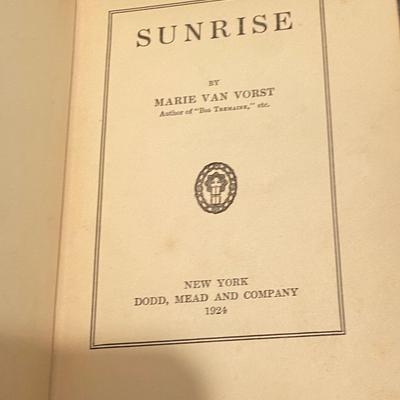 SUNRISE
BY
MARIE VAN VORST
Author of "Big Tremaine," etc.
NEW YORK
DODD, MEAD AND COMPANY
1924